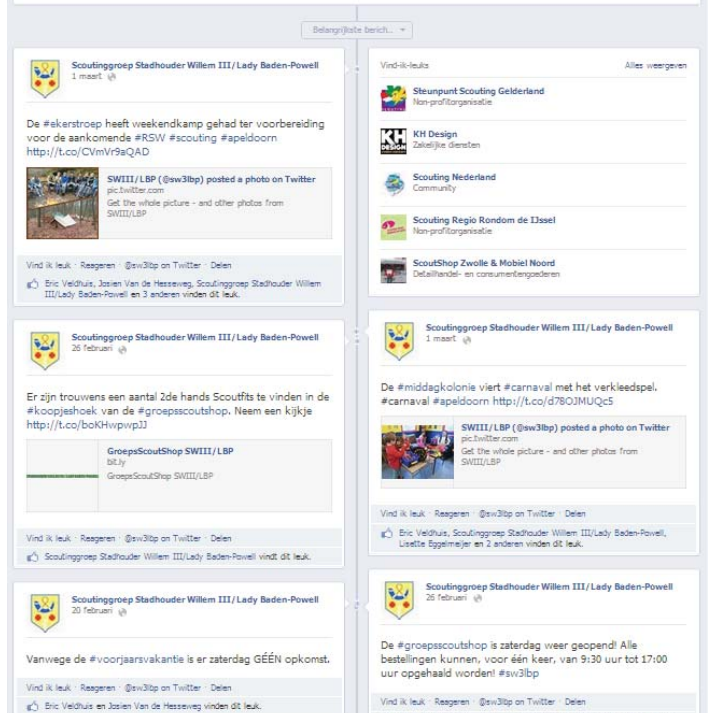 Belangrijkste berich...
Scoutinggroep Stadhouder Willem III/Lady Baden-Powell
1 maart
De #ekerstroep heeft weekendkamp gehad ter voorbereiding
voor de aankomende #RSW #scouting #apeldoorn
http://t.co/CVmVr9aQAD
SWIII/LBP (@sw3lbp) posted a photo on Twitter
pic.twitter.com
Get the whole picture - and other photos from
SWIII/LBP
Vind ik leuk · Reageren · @sw3lbp on Twitter · Delen
Eric Veldhuis, Josien Van de Hesseweg, Scoutinggroep Stadhouder Willem
III/Lady Baden-Powell en 3 anderen vinden dit leuk.
Scoutinggroep Stadhouder Willem III/Lady Baden-Powell
26 februari
Er zijn trouwens een aantal 2de hands Scoutfits te vinden in de
#koopjeshoek van de #groepsscoutshop. Neem een kijkje
http://t.co/boKHwpwpJJ
GroepsScoutShop SWIII/LBP
bit.ly
GroepsScoutShop SWIII/LBP
Vind ik leuk · Reageren · @sw3lbp on Twitter · Delen
Scoutinggroep Stadhouder Willem III/Lady Baden-Powell vindt dit leuk.
Scoutinggroep Stadhouder Willem III/Lady Baden-Powell
20 februari
Vanwege de #voorjaarsvakantie is er zaterdag GÉÉN opkomst.
Vind ik leuk · Reageren · @sw3lbp on Twitter · Delen
Eric Veldhuis en Josien Van de Hesseweg vinden dit leuk.
Vind-ik-leuks
Alles weergeven
Steunpunt Scouting Gelderland
Non-profitorganisatie
KH
DESIGN
KH Design
Zakelijke diensten
Scouting Nederland
Community
Scouting Regio Rondom de IJssel
Non-profitorganisatie
ScoutShop Zwolle & Mobiel Noord
Detailhandel- en consumentengoederen
Scoutinggroep Stadhouder Willem III/Lady Baden-Powell
1 maart
De #middagkolonie viert #carnaval met het verkleedspel.
#carnaval #apeldoorn http://t.co/d78OJMUQc5
SWIII/LBP (@sw3lbp) posted a photo on Twitter
pic.twitter.com
Get the whole picture - and other photos from
SWIII/LBP
Vind ik leuk · Reageren · @sw3lbp on Twitter · Delen
Eric Veldhuis, Scoutinggroep Stadhouder Willem III/Lady Baden-Powell,
Lisette Eggelmeijer en 2 anderen vinden dit leuk.
Scoutinggroep Stadhouder Willem III/Lady Baden-Powell
26 februari
De #groepsscoutshop is zaterdag weer geopend! Alle
bestellingen kunnen, voor één keer, van 9:30 uur tot 17:00
uur opgehaald worden! #sw3lbp
Vind ik leuk · Reageren · @sw3lbp on Twitter · Delen